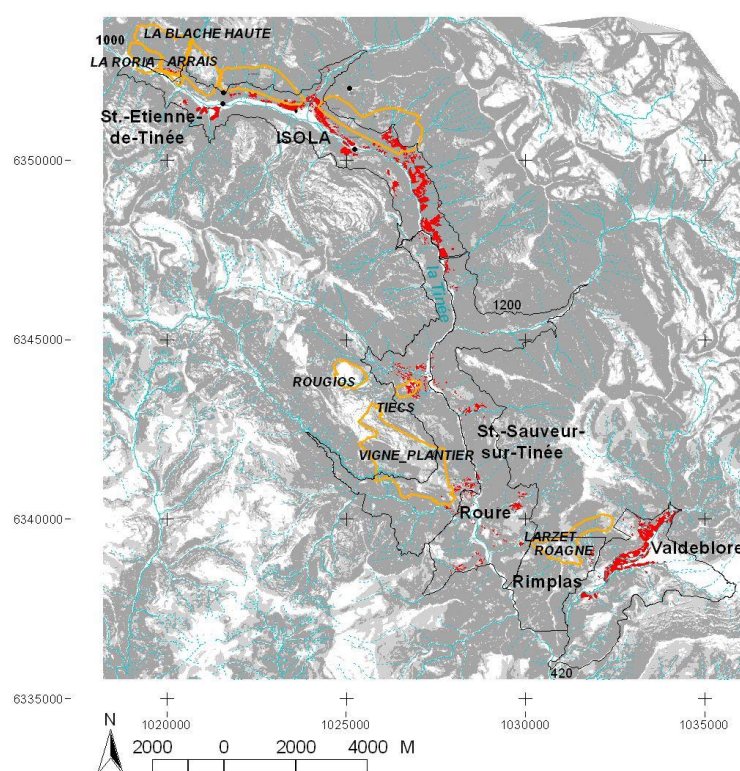 LA BLACHE HAUTE
1000
LA RORIA ARRAIS
St.-Etienne-
de-Tinée
ISOLA
6350000
la Tinée
1200
6345000
ROUGIOS
TIECS
St.-Sauveur-
sur-Tinée
VIGNE_PLANTIER
6340000
Roure
LARZET
ROAGNE
Valdeblore
Rimplas
420
6335000
1020000
1025000
1030000
1035000
N
2000 0 2000 4000 M